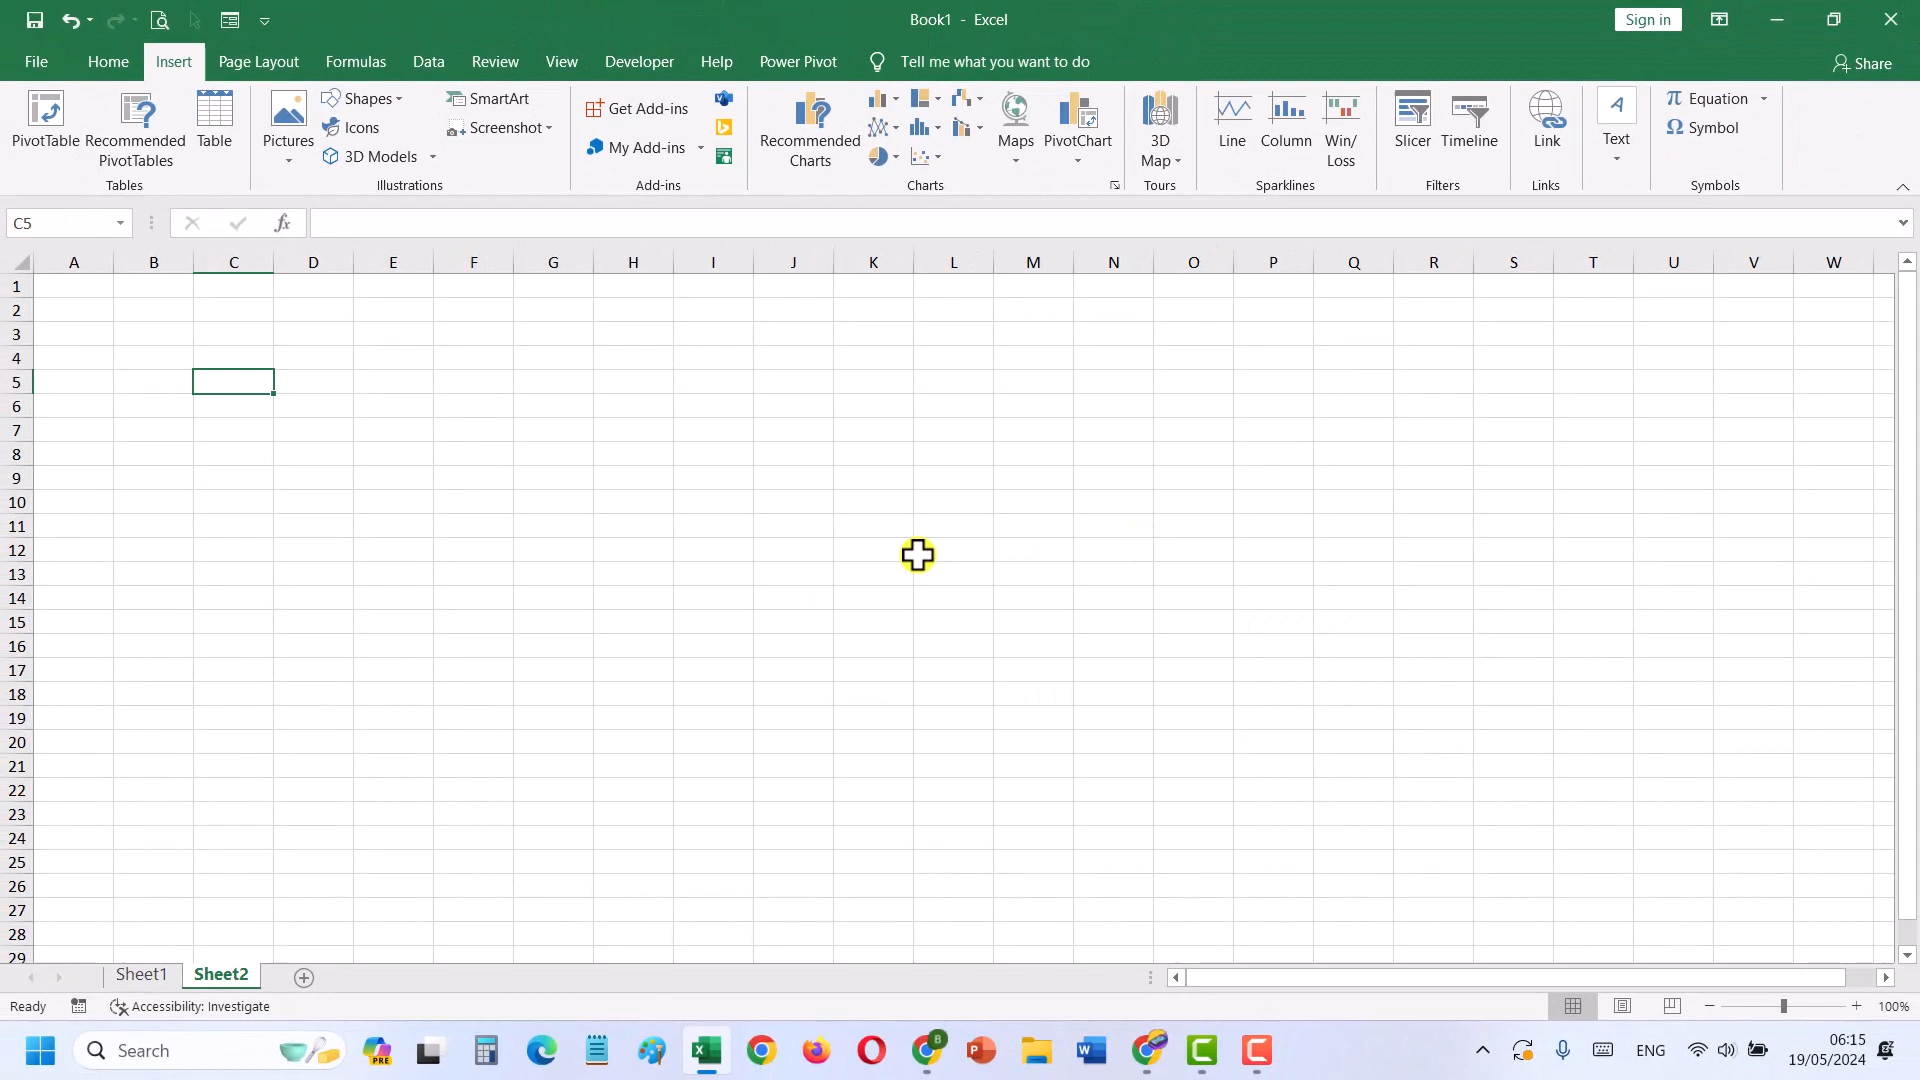 Book1 - Excel
Sign in
File Home Insert Page Layout Formulas Data Review View Developer Help Power Pivot Tell me what you want to do Share
PivotTable
Recommended
PivotTables
Table
Tables
Pictures
Shapes
Icons
3D Models
SmartArt
Screenshot
Illustrations
Get Add-ins
My Add-ins
Add-ins
Recommended
Charts
Maps
PivotChart
Charts
3D
Map
Tours
Line
Column
Win/
Loss
Sparklines
Slicer
Timeline
Filters
Link
Links
Text
Equation
Symbol
Symbols
C5
fx
A B C D E F G H I J K L M N O P Q R S T U V W
1
2
3
4
5
6
7
8
9
10
11
12
13
14
15
16
17
18
19
20
21
22
23
24
25
26
27
28
29
Sheet1 Sheet2
Ready
Accessibility: Investigate
100%
Search
PRE
B
ENG
06:15
19/05/2024